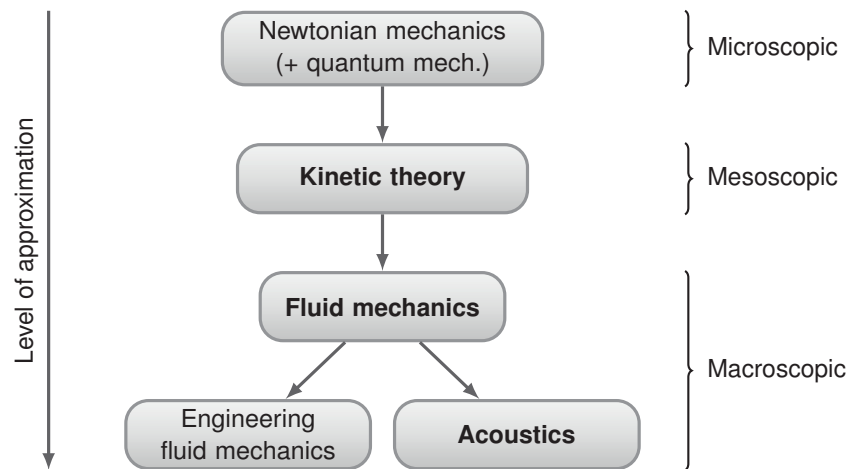 Newtonian mechanics
(+ quantum mech.)
Microscopic
Kinetic theory
Mesoscopic
Level of approximation
Fluid mechanics
Macroscopic
Engineering
fluid mechanics
Acoustics